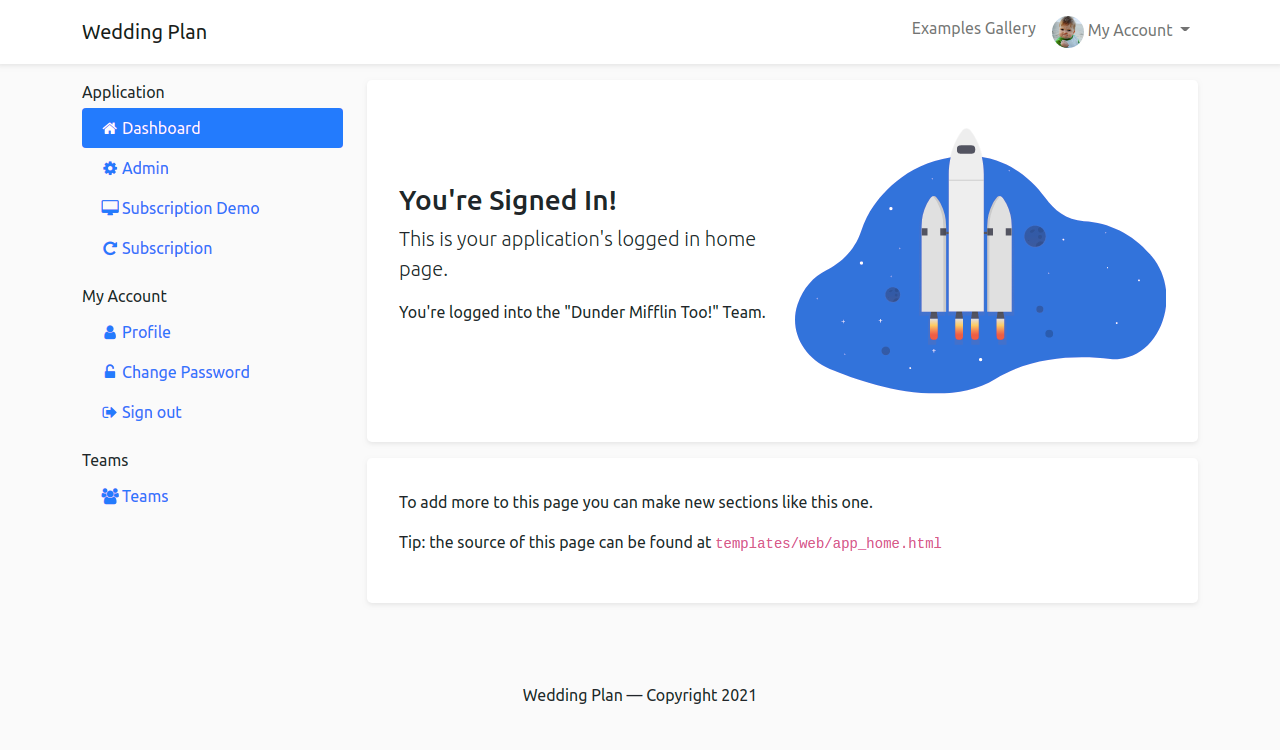 Wedding Plan
Examples Gallery
My Account
Application
Dashboard
Admin
Subscription Demo
Subscription
My Account
Profile
Change Password
Sign out
Teams
Teams
You're Signed In!
This is your application's logged in home
page.
You're logged into the "Dunder Mifflin Too!" Team.
To add more to this page you can make new sections like this one.
Tip: the source of this page can be found at templates/web/app_home.html
Wedding Plan — Copyright 2021